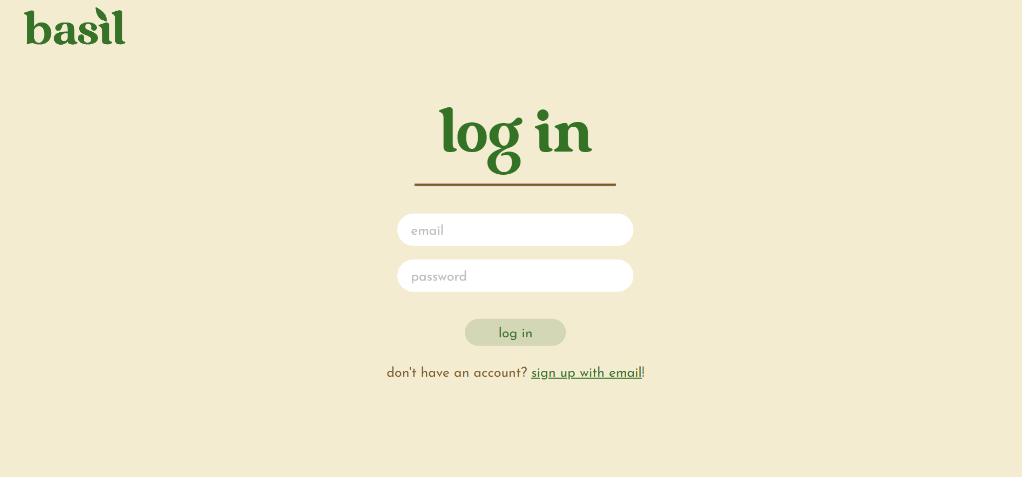 basil
log in
email
password
log in
don't have an account? sign up with email!